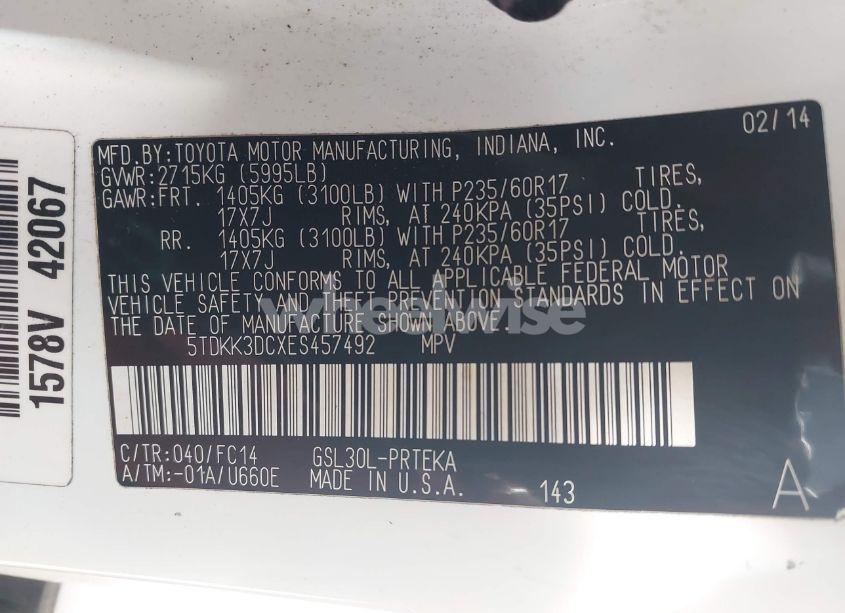 02/14
MFD.BY:TOYOTA MOTOR MANUFACTURING, INDIANA, INC.
GVWR:2715KG (5995LB)
GAWR:FRT. 1405KG (3100LB) WITH P235/60R17 TIRES,
17X7J RIMS, AT 240KPA (35PSI) COLD.
RR. 1405KG (3100LB) WITH P235/60R17 TIRES,
17X7J RIMS, AT 240KPA (35PSI) COLD.
THIS VEHICLE CONFORMS TO ALL APPLICABLE FEDERAL MOTOR
VEHICLE SAFETY AND THEFT PREVENTION STANDARDS IN EFFECT ON
THE DATE OF MANUFACTURE SHOWN ABOVE.
5TDKK3DCXES457492 MPV
C/TR:040/FC14 GSL30L-PRTEKA
A/TM:-01A/U660E MADE IN U.S.A. 143
A
1578V 42067
wheelwise